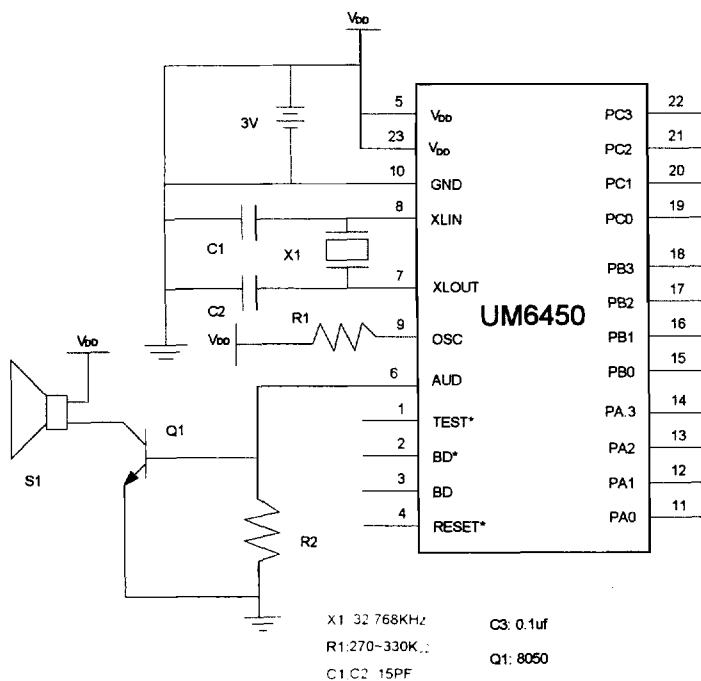 VDD
3V
5 VDD
23 VDD
10 GND
8 XLIN
C1
X1
7 XLOUT
C2
R1
VDD
9 OSC
6 AUD
1 TEST*
2 BD*
3 BD
4 RESET*
UM6450
PC3 22
PC2 21
PC1 20
PC0 19
PB3 18
PB2 17
PB1 16
PB0 15
PA.3 14
PA2 13
PA1 12
PA0 11
VDD
Q1
S1
R2
X1 32 768KHz
R1:270~330K
C1,C2 15PF
C3: 0.1uf
Q1: 8050